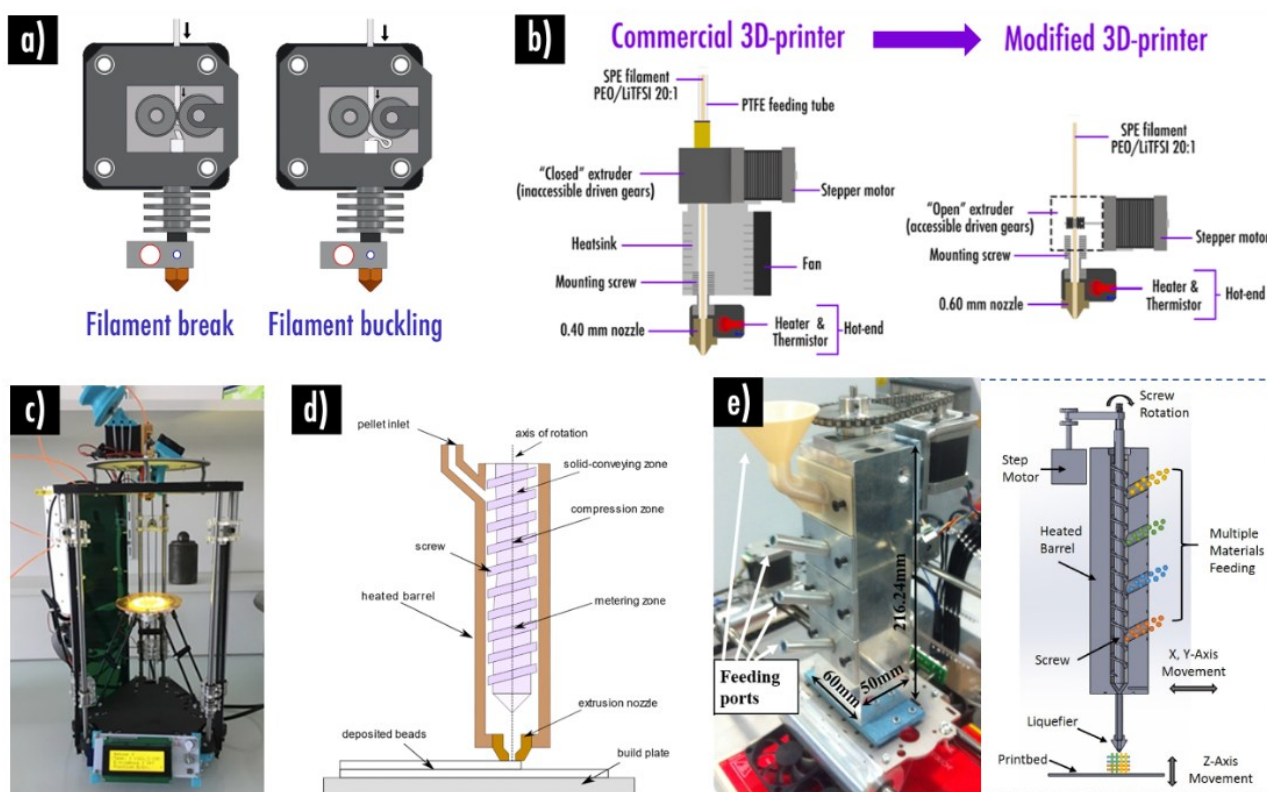 a)
Filament break
Filament buckling
b)
Commercial 3D-printer
Modified 3D-printer
SPE filament
PEO/LiTFSI 20:1
PTFE feeding tube
"Closed" extruder
(inaccessible driven gears)
Stepper motor
Heatsink
Fan
Mounting screw
0.40 mm nozzle
Heater &
Thermistor
Hot-end
SPE filament
PEO/LiTFSI 20:1
"Open" extruder
(accessible driven gears)
Stepper motor
Mounting screw
0.60 mm nozzle
Heater &
Thermistor
Hot-end
c)
d)
pellet inlet
axis of rotation
solid-conveying zone
compression zone
screw
heated barrel
metering zone
extrusion nozzle
deposited beads
build plate
e)
216.24mm
60mm
50mm
Feeding
ports
Screw
Rotation
Step
Motor
Heated
Barrel
Multiple
Materials
Feeding
Screw
X, Y-Axis
Movement
Liquefier
Printbed
Z-Axis
Movement